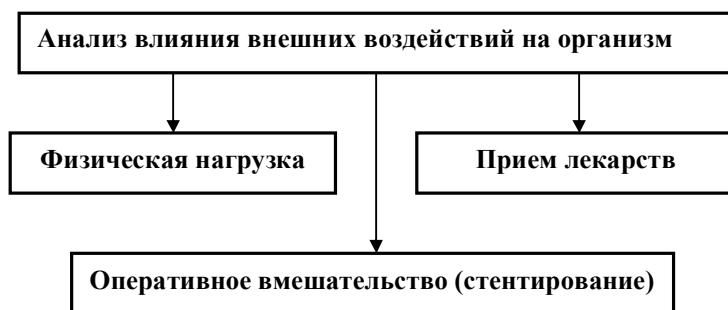 Анализ влияния внешних воздействий на организм
Физическая нагрузка
Прием лекарств
Оперативное вмешательство (стентирование)